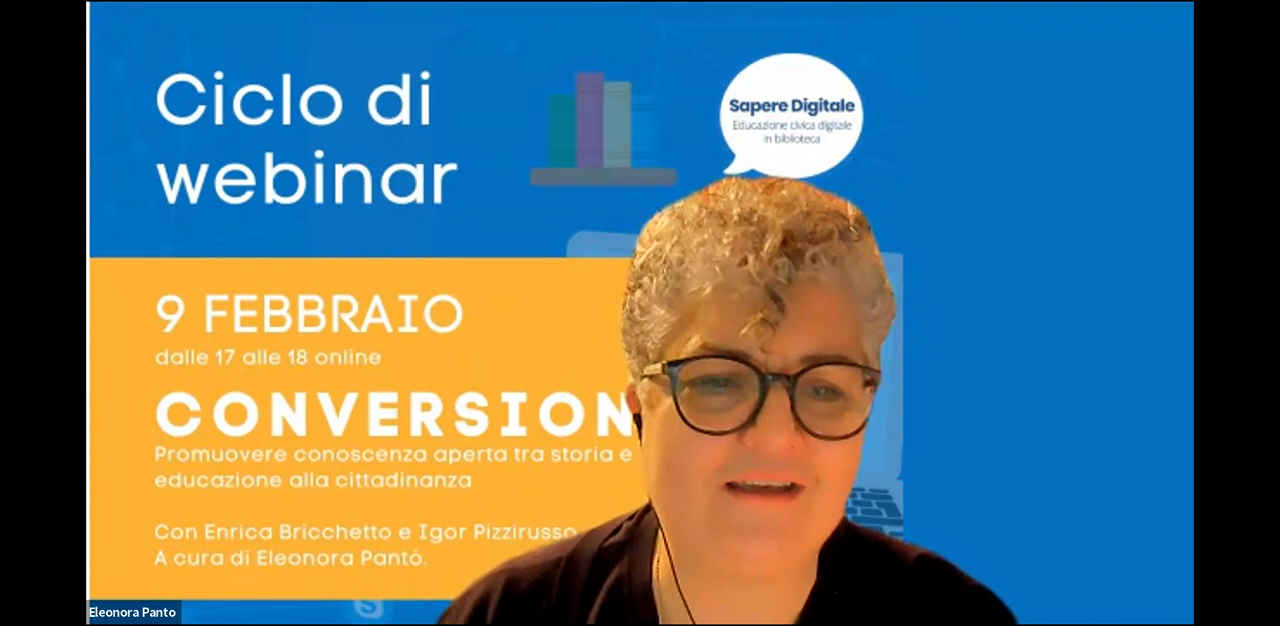 Ciclo di
webinar
Sapere Digitale
Educazione civica digitale
in biblioteca
9 FEBBRAIO
dalle 17 alle 18 online
CONVERSION
Promuovere conoscenza aperta tra storia e
educazione alla cittadinanza
Con Enrica Bricchetto e Igor Pizzirusso
A cura di Eleonora Pantò.
Eleonora Panto